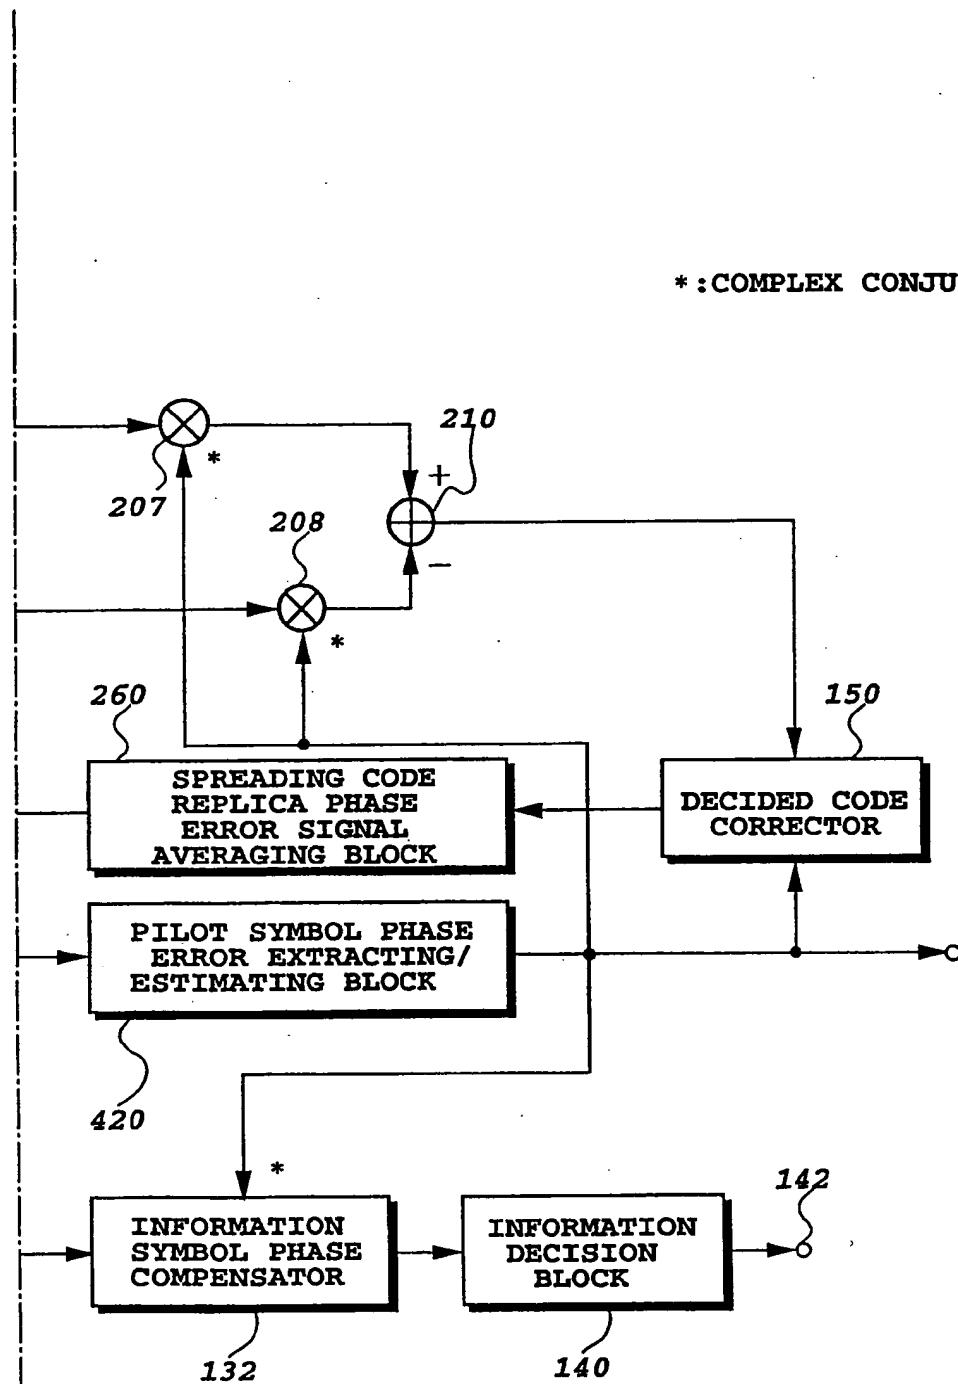 *:COMPLEX CONJU
210
+
*
207
208
−
*
260
150
SPREADING CODE
REPLICA PHASE
ERROR SIGNAL
AVERAGING BLOCK
DECIDED CODE
CORRECTOR
PILOT SYMBOL PHASE
ERROR EXTRACTING/
ESTIMATING BLOCK
420
*
142
INFORMATION
SYMBOL PHASE
COMPENSATOR
INFORMATION
DECISION
BLOCK
132
140